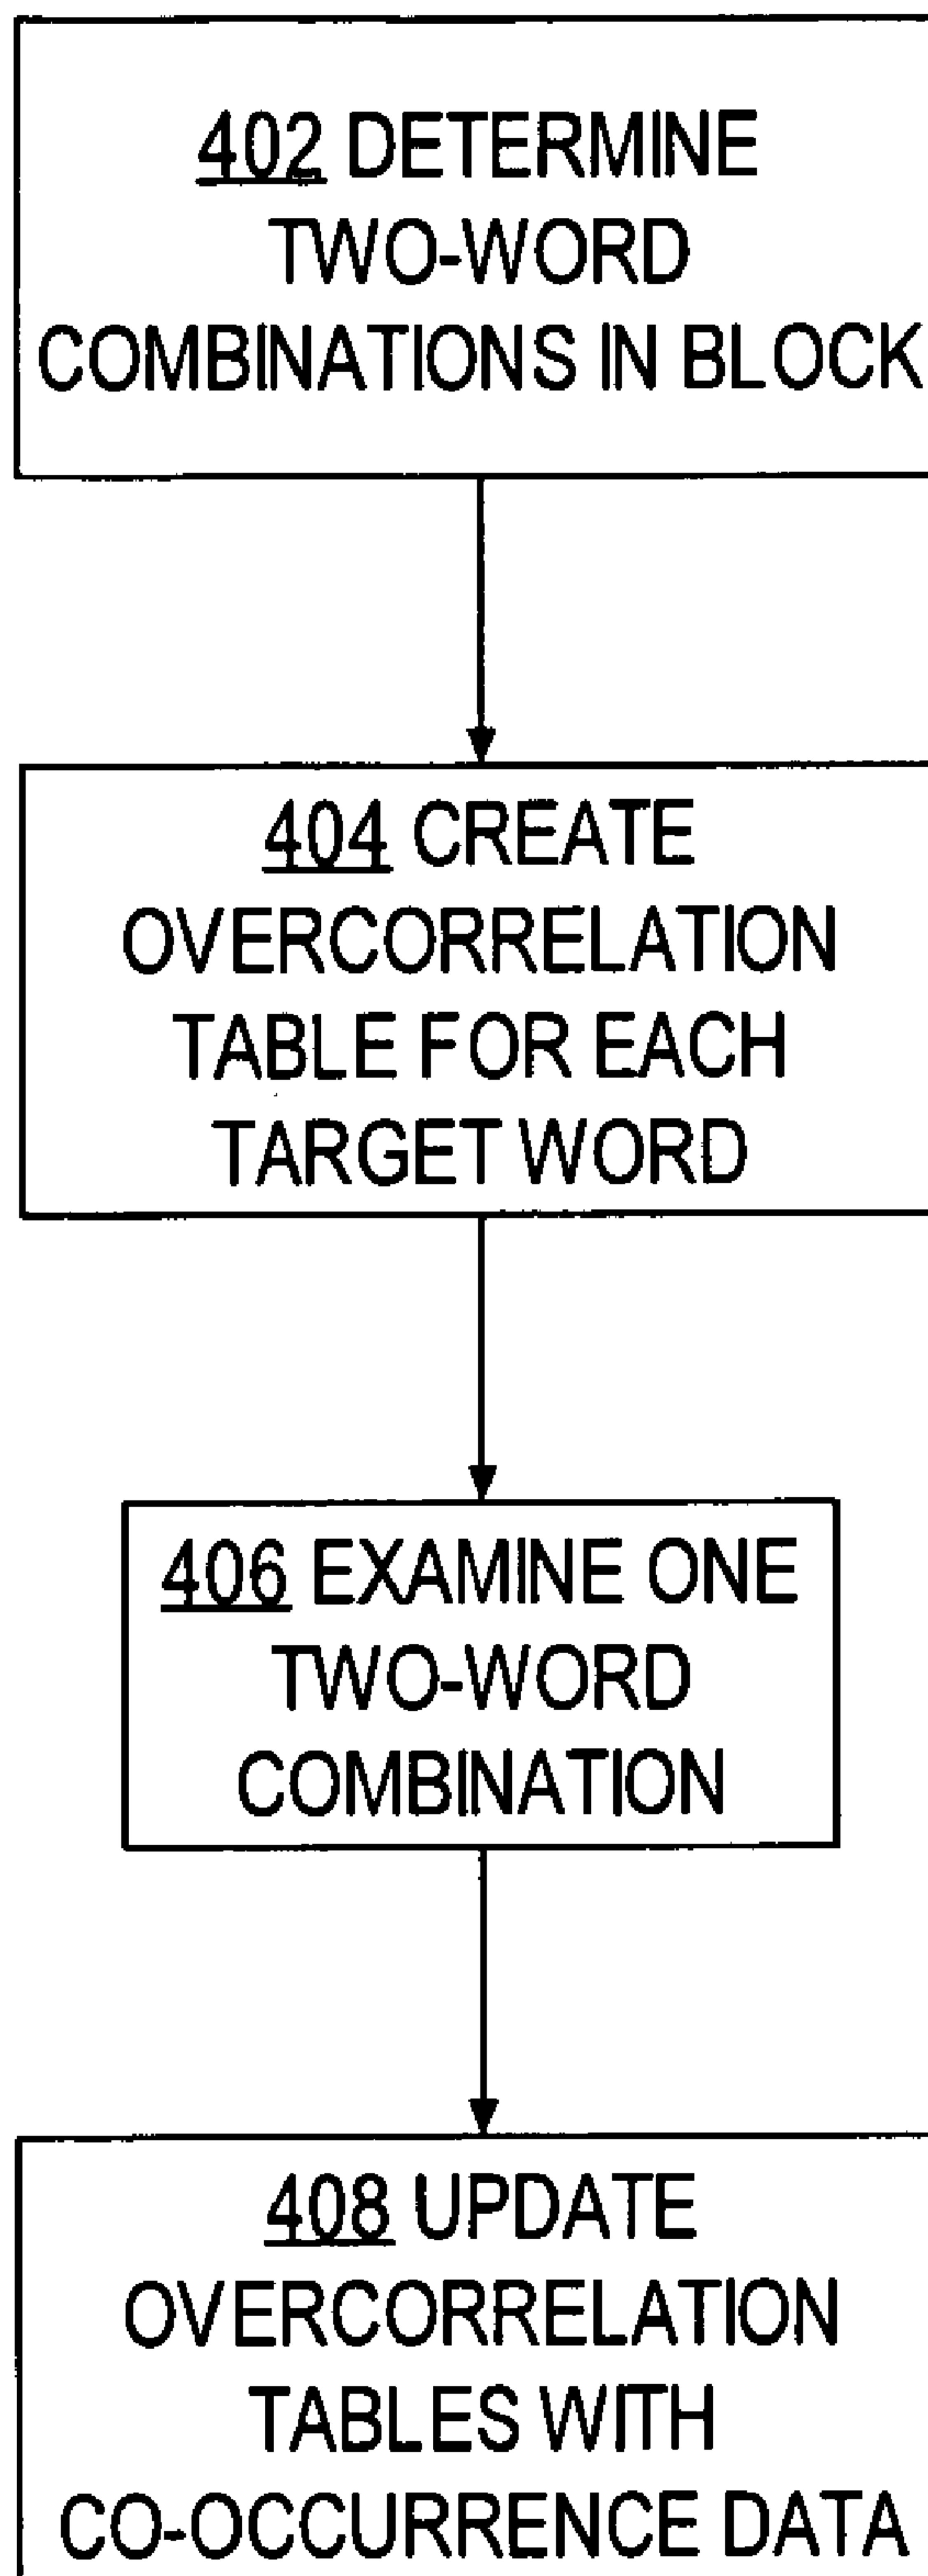 402 DETERMINE
TWO-WORD
COMBINATIONS IN BLOCK
404 CREATE
OVERCORRELATION
TABLE FOR EACH
TARGET WORD
406 EXAMINE ONE
TWO-WORD
COMBINATION
408 UPDATE
OVERCORRELATION
TABLES WITH
CO-OCCURRENCE DATA